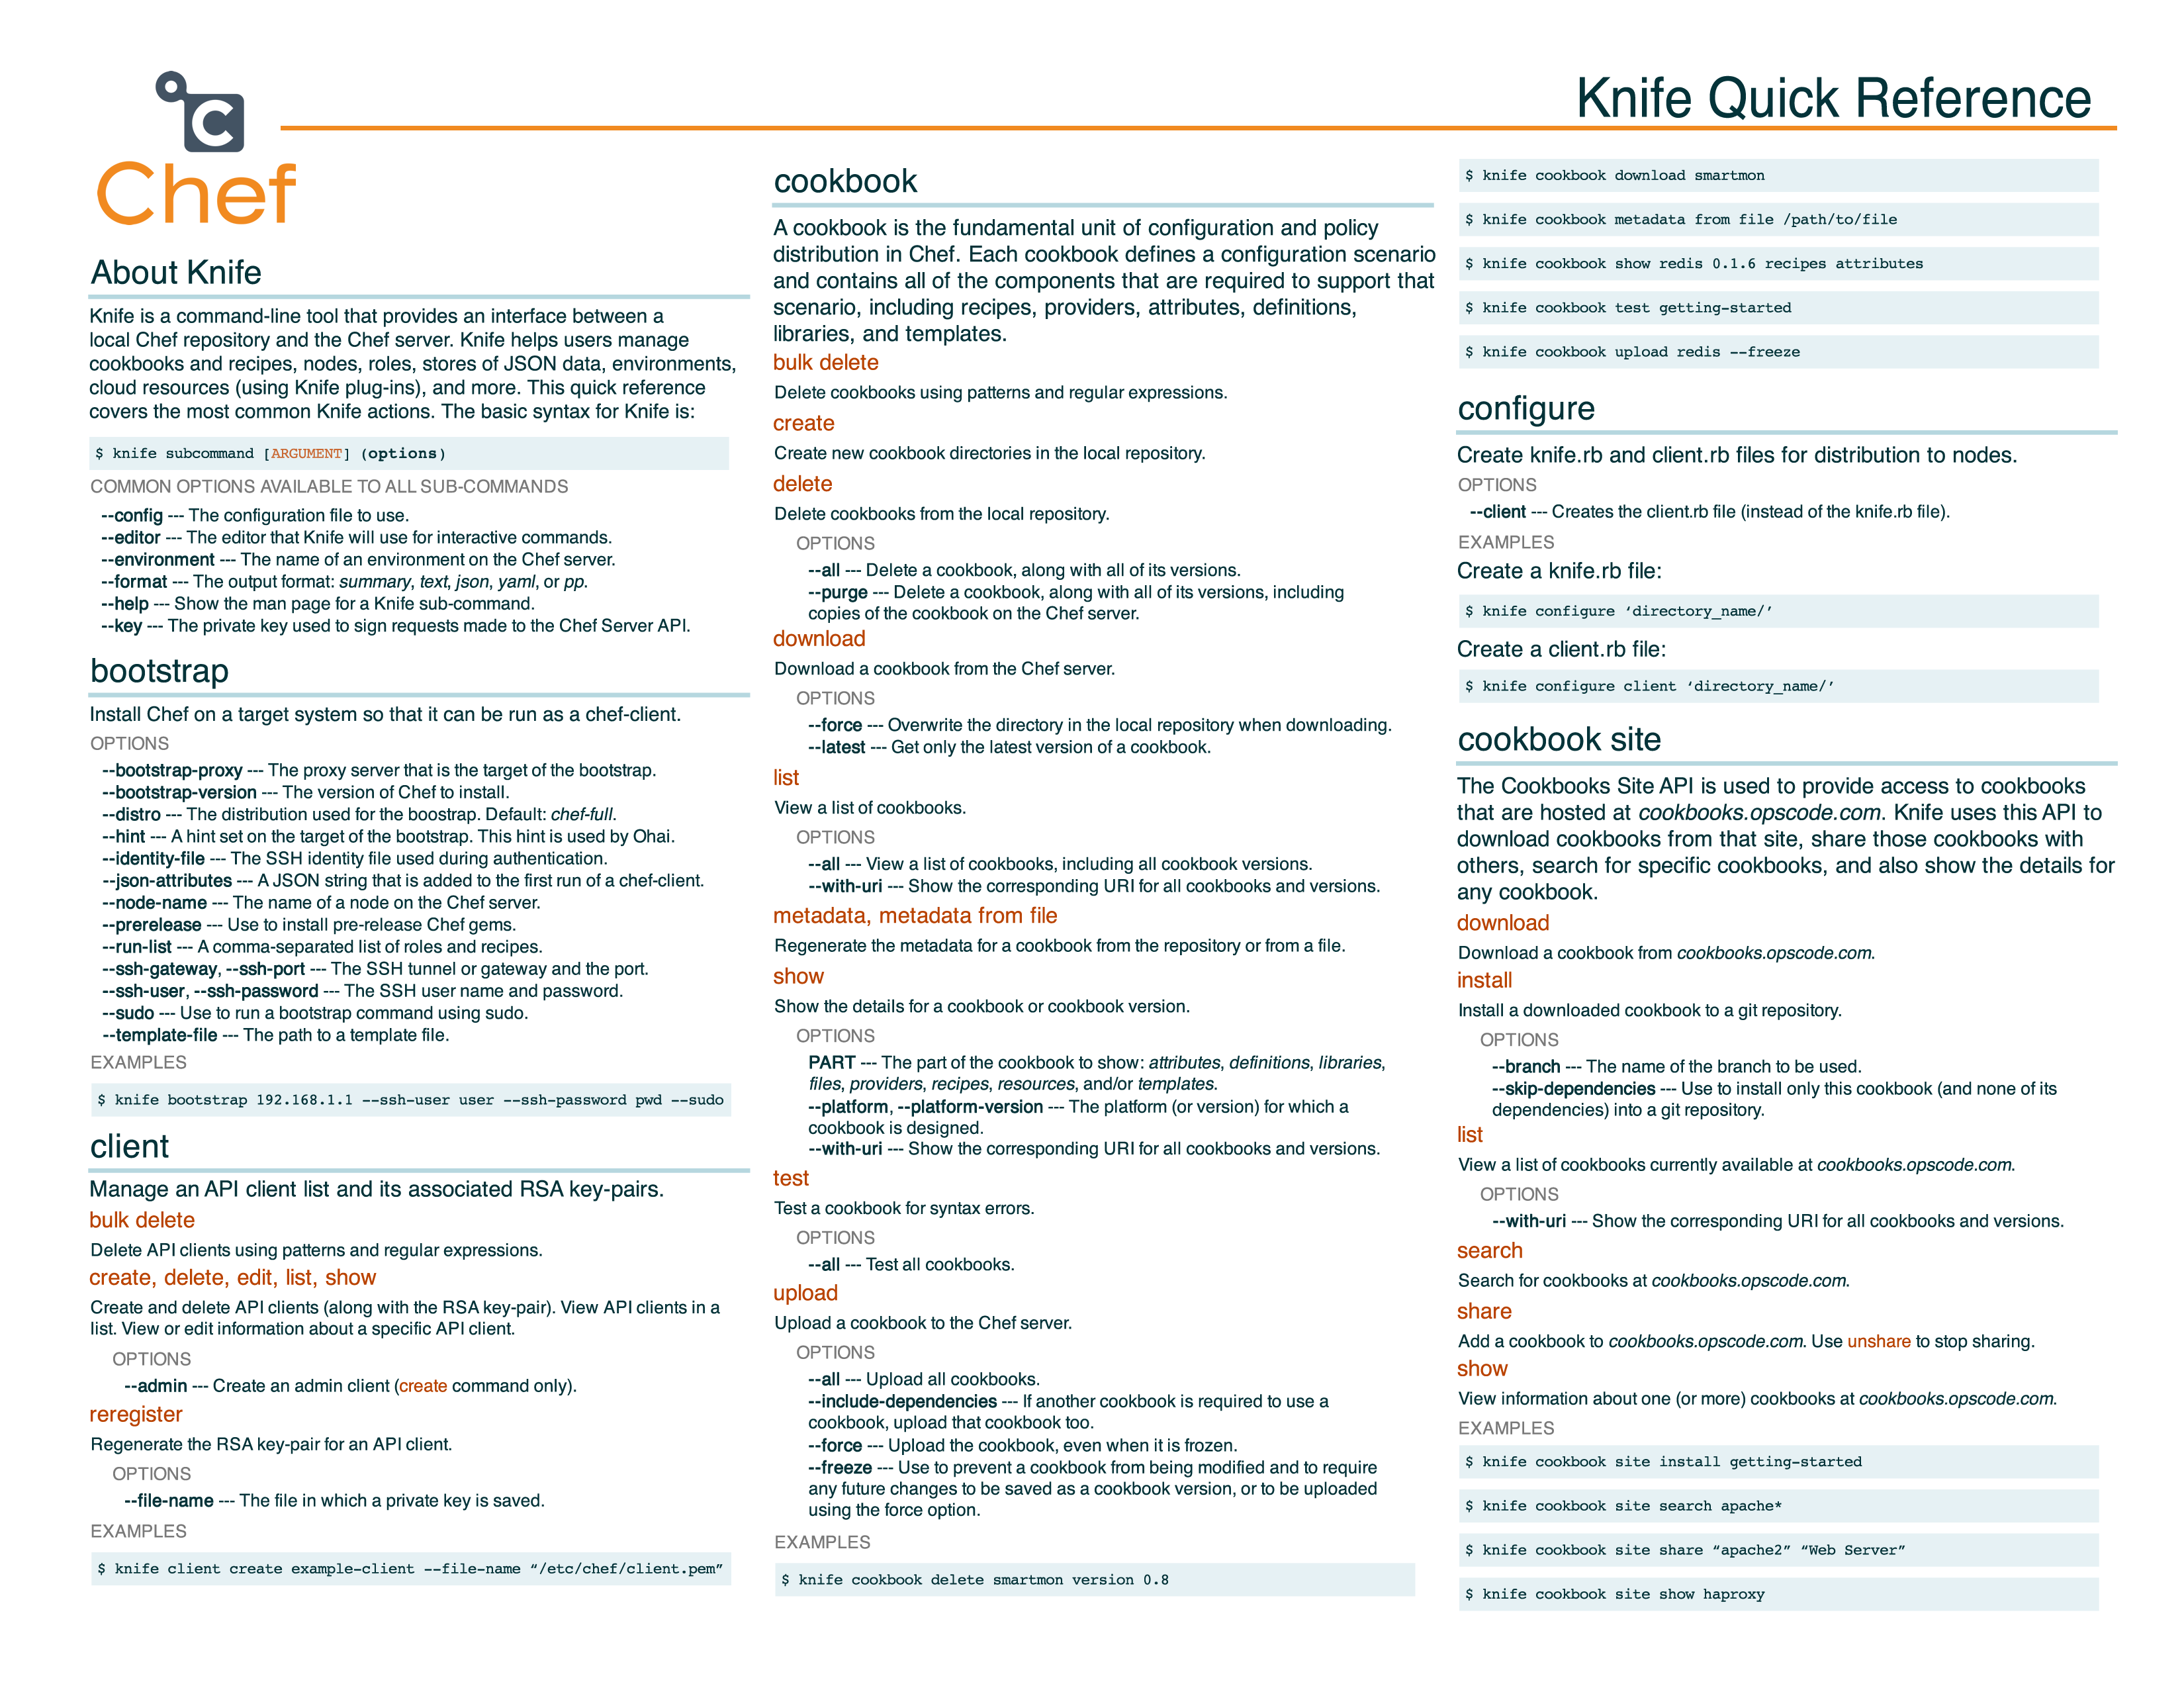 C
Chef
Knife Quick Reference
About Knife
Knife is a command-line tool that provides an interface between a
local Chef repository and the Chef server. Knife helps users manage
cookbooks and recipes, nodes, roles, stores of JSON data, environments,
cloud resources (using Knife plug-ins), and more. This quick reference
covers the most common Knife actions. The basic syntax for Knife is:
$ knife subcommand [ARGUMENT] (options)
COMMON OPTIONS AVAILABLE TO ALL SUB-COMMANDS
--config --- The configuration file to use.
--editor --- The editor that Knife will use for interactive commands.
--environment --- The name of an environment on the Chef server.
--format --- The output format: summary, text, json, yaml, or pp.
--help --- Show the man page for a Knife sub-command.
--key --- The private key used to sign requests made to the Chef Server API.
bootstrap
Install Chef on a target system so that it can be run as a chef-client.
OPTIONS
--bootstrap-proxy --- The proxy server that is the target of the bootstrap.
--bootstrap-version --- The version of Chef to install.
--distro --- The distribution used for the boostrap. Default: chef-full.
--hint --- A hint set on the target of the bootstrap. This hint is used by Ohai.
--identity-file --- The SSH identity file used during authentication.
--json-attributes --- A JSON string that is added to the first run of a chef-client.
--node-name --- The name of a node on the Chef server.
--prerelease --- Use to install pre-release Chef gems.
--run-list --- A comma-separated list of roles and recipes.
--ssh-gateway, --ssh-port --- The SSH tunnel or gateway and the port.
--ssh-user, --ssh-password --- The SSH user name and password.
--sudo --- Use to run a bootstrap command using sudo.
--template-file --- The path to a template file.
EXAMPLES
$ knife bootstrap 192.168.1.1 --ssh-user user --ssh-password pwd --sudo
client
Manage an API client list and its associated RSA key-pairs.
bulk delete
Delete API clients using patterns and regular expressions.
create, delete, edit, list, show
Create and delete API clients (along with the RSA key-pair). View API clients in a
list. View or edit information about a specific API client.
OPTIONS
--admin --- Create an admin client (create command only).
reregister
Regenerate the RSA key-pair for an API client.
OPTIONS
--file-name --- The file in which a private key is saved.
EXAMPLES
$ knife client create example-client --file-name “/etc/chef/client.pem”
cookbook
A cookbook is the fundamental unit of configuration and policy
distribution in Chef. Each cookbook defines a configuration scenario
and contains all of the components that are required to support that
scenario, including recipes, providers, attributes, definitions,
libraries, and templates.
bulk delete
Delete cookbooks using patterns and regular expressions.
create
Create new cookbook directories in the local repository.
delete
Delete cookbooks from the local repository.
OPTIONS
--all --- Delete a cookbook, along with all of its versions.
--purge --- Delete a cookbook, along with all of its versions, including
copies of the cookbook on the Chef server.
download
Download a cookbook from the Chef server.
OPTIONS
--force --- Overwrite the directory in the local repository when downloading.
--latest --- Get only the latest version of a cookbook.
list
View a list of cookbooks.
OPTIONS
--all --- View a list of cookbooks, including all cookbook versions.
--with-uri --- Show the corresponding URI for all cookbooks and versions.
metadata, metadata from file
Regenerate the metadata for a cookbook from the repository or from a file.
show
Show the details for a cookbook or cookbook version.
OPTIONS
PART --- The part of the cookbook to show: attributes, definitions, libraries,
files, providers, recipes, resources, and/or templates.
--platform, --platform-version --- The platform (or version) for which a
cookbook is designed.
--with-uri --- Show the corresponding URI for all cookbooks and versions.
test
Test a cookbook for syntax errors.
OPTIONS
--all --- Test all cookbooks.
upload
Upload a cookbook to the Chef server.
OPTIONS
--all --- Upload all cookbooks.
--include-dependencies --- If another cookbook is required to use a
cookbook, upload that cookbook too.
--force --- Upload the cookbook, even when it is frozen.
--freeze --- Use to prevent a cookbook from being modified and to require
any future changes to be saved as a cookbook version, or to be uploaded
using the force option.
EXAMPLES
$ knife cookbook delete smartmon version 0.8
$ knife cookbook download smartmon
$ knife cookbook metadata from file /path/to/file
$ knife cookbook show redis 0.1.6 recipes attributes
$ knife cookbook test getting-started
$ knife cookbook upload redis --freeze
configure
Create knife.rb and client.rb files for distribution to nodes.
OPTIONS
--client --- Creates the client.rb file (instead of the knife.rb file).
EXAMPLES
Create a knife.rb file:
$ knife configure ‘directory_name/’
Create a client.rb file:
$ knife configure client ‘directory_name/’
cookbook site
The Cookbooks Site API is used to provide access to cookbooks
that are hosted at cookbooks.opscode.com. Knife uses this API to
download cookbooks from that site, share those cookbooks with
others, search for specific cookbooks, and also show the details for
any cookbook.
download
Download a cookbook from cookbooks.opscode.com.
install
Install a downloaded cookbook to a git repository.
OPTIONS
--branch --- The name of the branch to be used.
--skip-dependencies --- Use to install only this cookbook (and none of its
dependencies) into a git repository.
list
View a list of cookbooks currently available at cookbooks.opscode.com.
OPTIONS
--with-uri --- Show the corresponding URI for all cookbooks and versions.
search
Search for cookbooks at cookbooks.opscode.com.
share
Add a cookbook to cookbooks.opscode.com. Use unshare to stop sharing.
show
View information about one (or more) cookbooks at cookbooks.opscode.com.
EXAMPLES
$ knife cookbook site install getting-started
$ knife cookbook site search apache*
$ knife cookbook site share “apache2” “Web Server”
$ knife cookbook site show haproxy